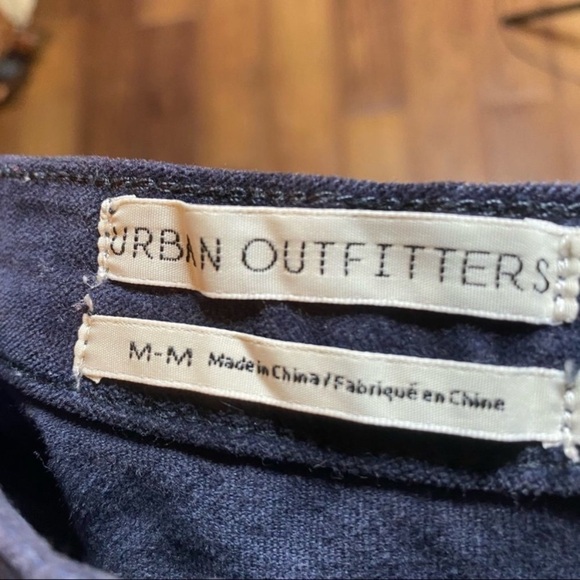 URBAN OUTFITTERS
M-M Made in China / Fabriqué en Chine